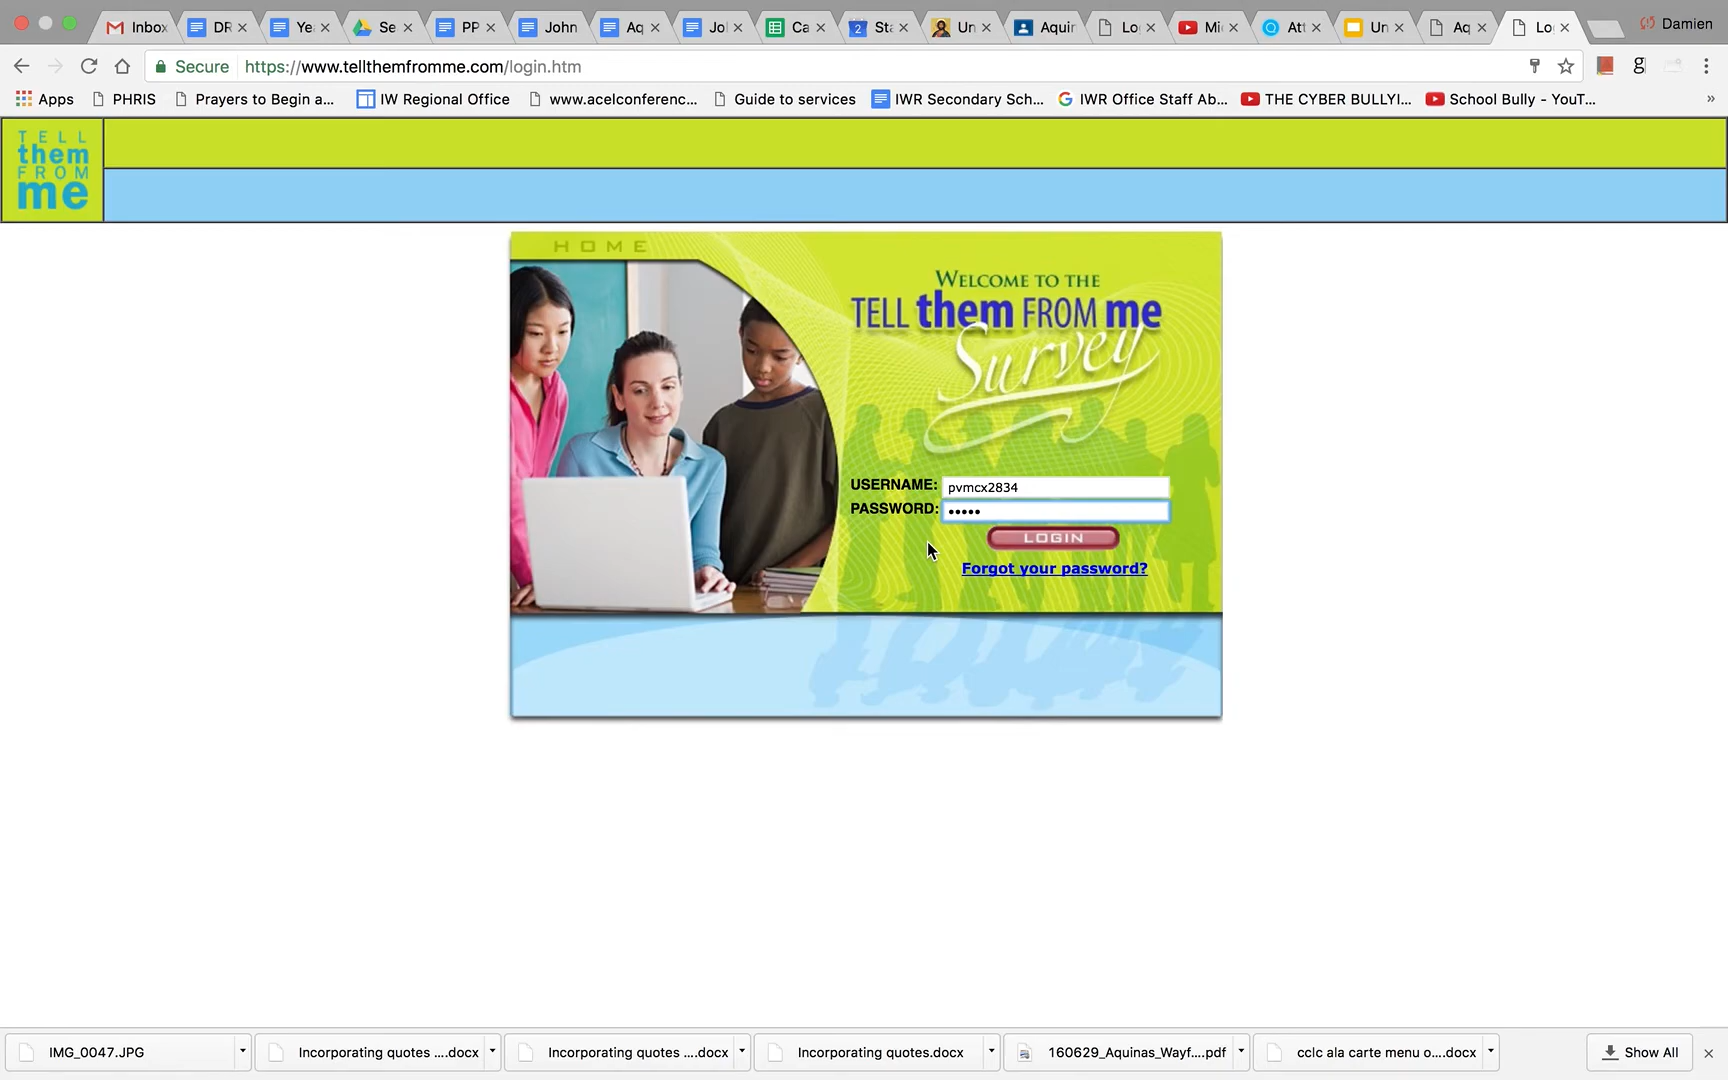 Inbox DR Ye Se PP John Aq Jol Ca 2 Sta Un Aquir Lo Mi Att Un Aq Lo Damien
Secure https://www.tellthemfromme.com/login.htm g
Apps PHRIS Prayers to Begin a... IW Regional Office www.acelconferenc... Guide to services IWR Secondary Sch... IWR Office Staff Ab... THE CYBER BULLYI... School Bully - YouT... »
TELL
them
FROM
me
HOME
WELCOME TO THE
TELL them FROM me
Survey
USERNAME: pvmcx2834
PASSWORD: •••••
LOGIN
Forgot your password?
IMG_0047.JPG Incorporating quotes ....docx Incorporating quotes ....docx Incorporating quotes.docx 160629_Aquinas_Wayf....pdf cclc ala carte menu o....docx Show All